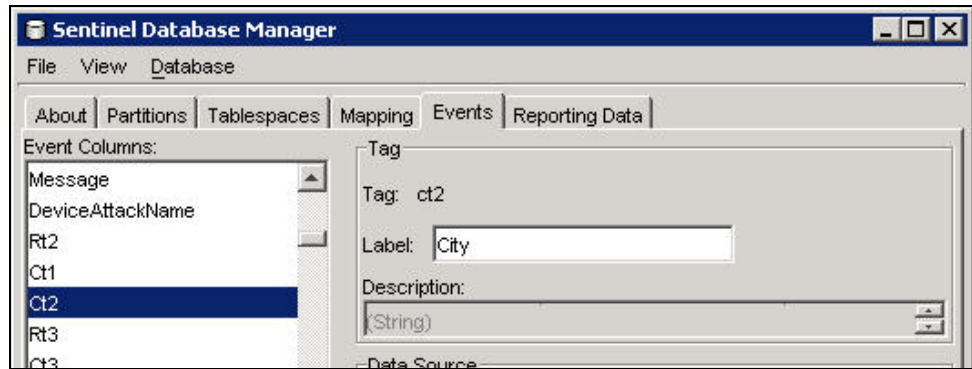 Sentinel Database Manager
File View Database
About Partitions Tablespaces Mapping Events Reporting Data
Event Columns:
Message
DeviceAttackName
Rt2
Ct1
Ct2
Rt3
Ct3
Tag
Tag: ct2
Label: City
Description:
(String)
Data Source